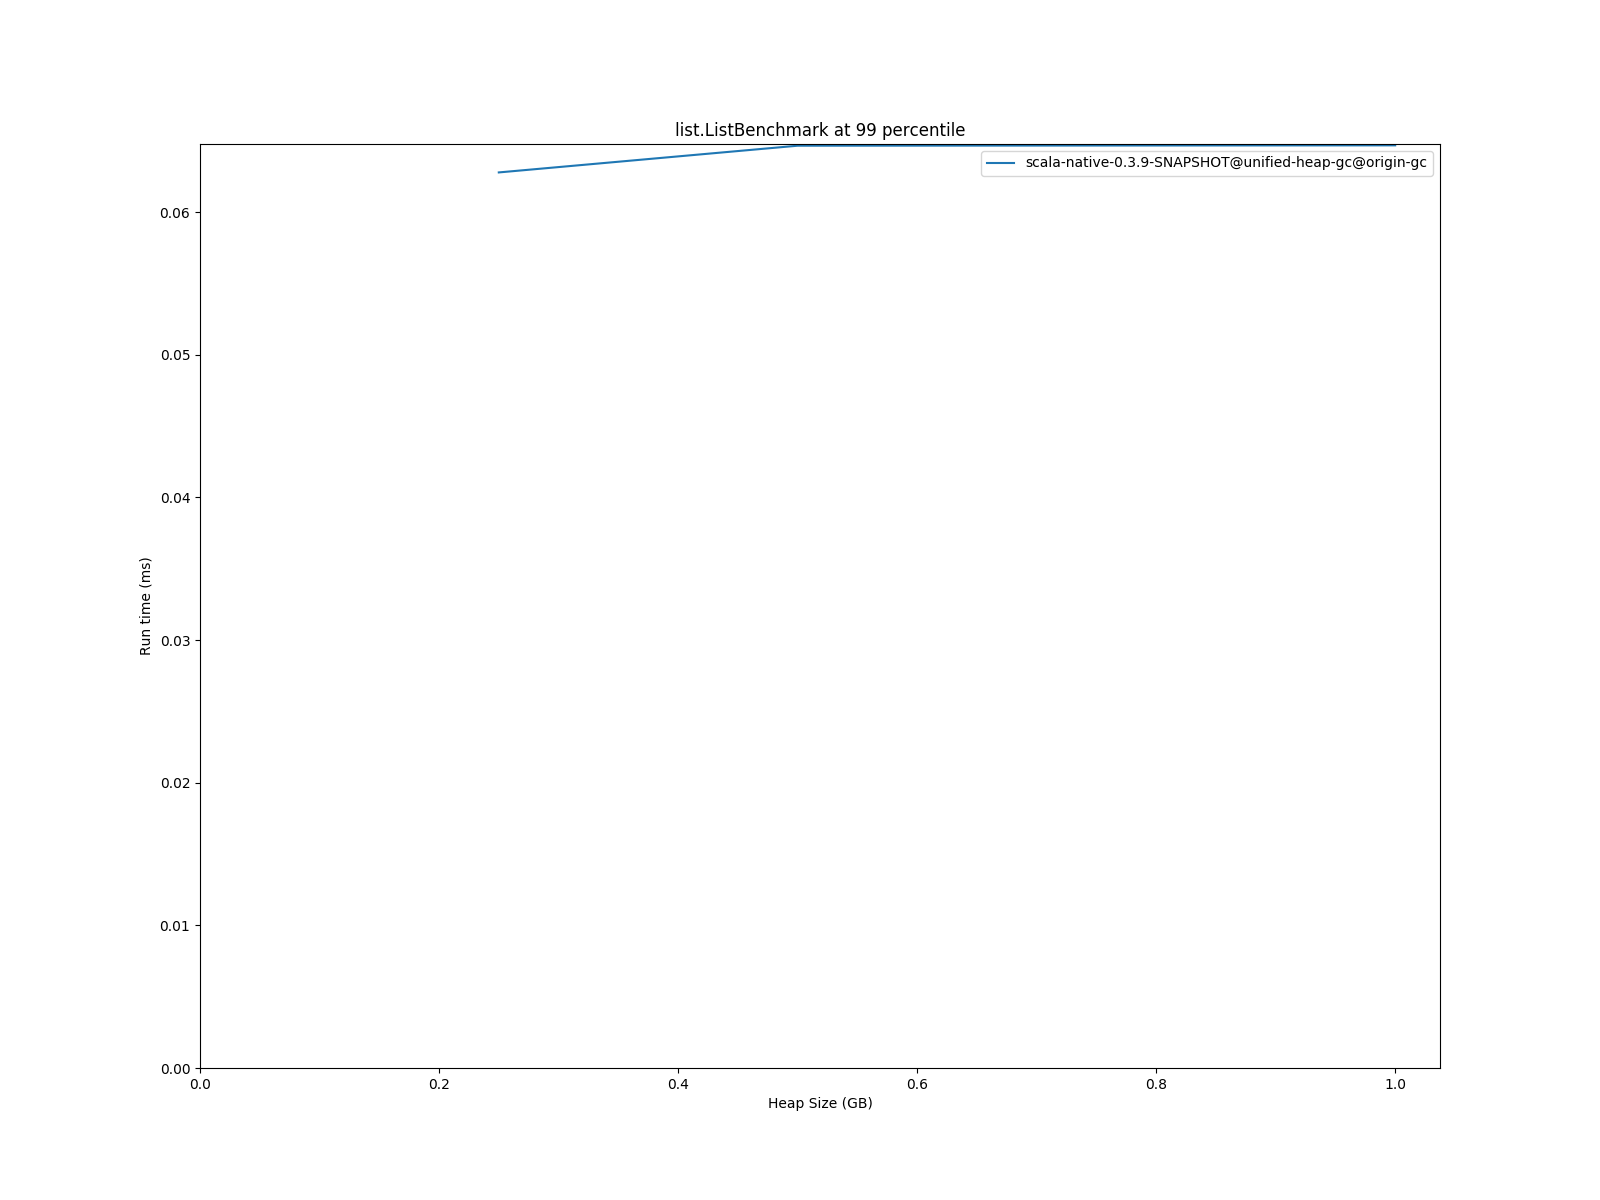 list.ListBenchmark at 99 percentile
scala-native-0.3.9-SNAPSHOT@unified-heap-gc@origin-gc
0.06
0.05
0.04
0.03
0.02
0.01
0.00
Run time (ms)
0.0 0.2 0.4 0.6 0.8 1.0
Heap Size (GB)